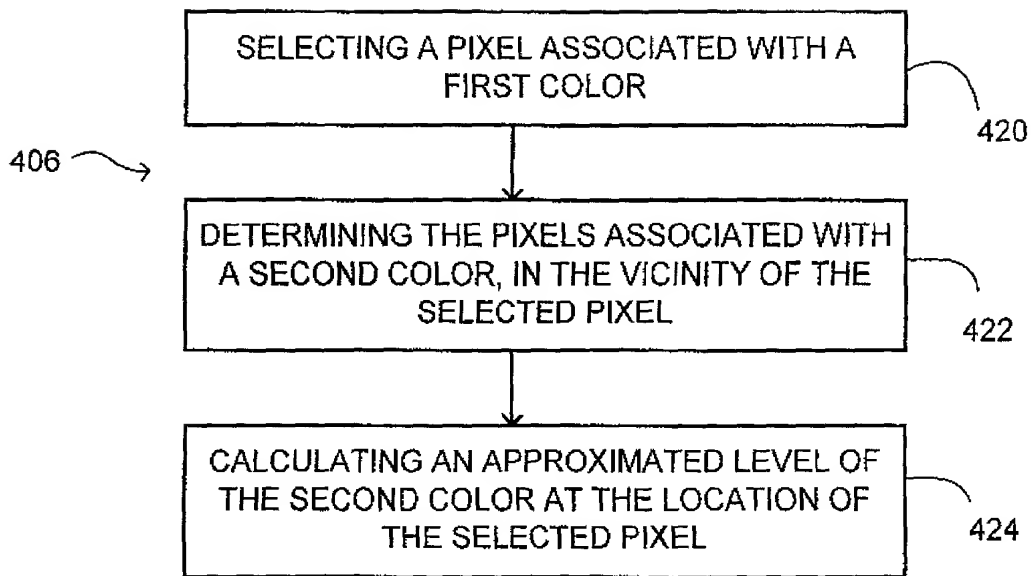 SELECTING A PIXEL ASSOCIATED WITH A
FIRST COLOR
420
406
DETERMINING THE PIXELS ASSOCIATED WITH
A SECOND COLOR, IN THE VICINITY OF THE
SELECTED PIXEL
422
CALCULATING AN APPROXIMATED LEVEL OF
THE SECOND COLOR AT THE LOCATION OF
THE SELECTED PIXEL
424